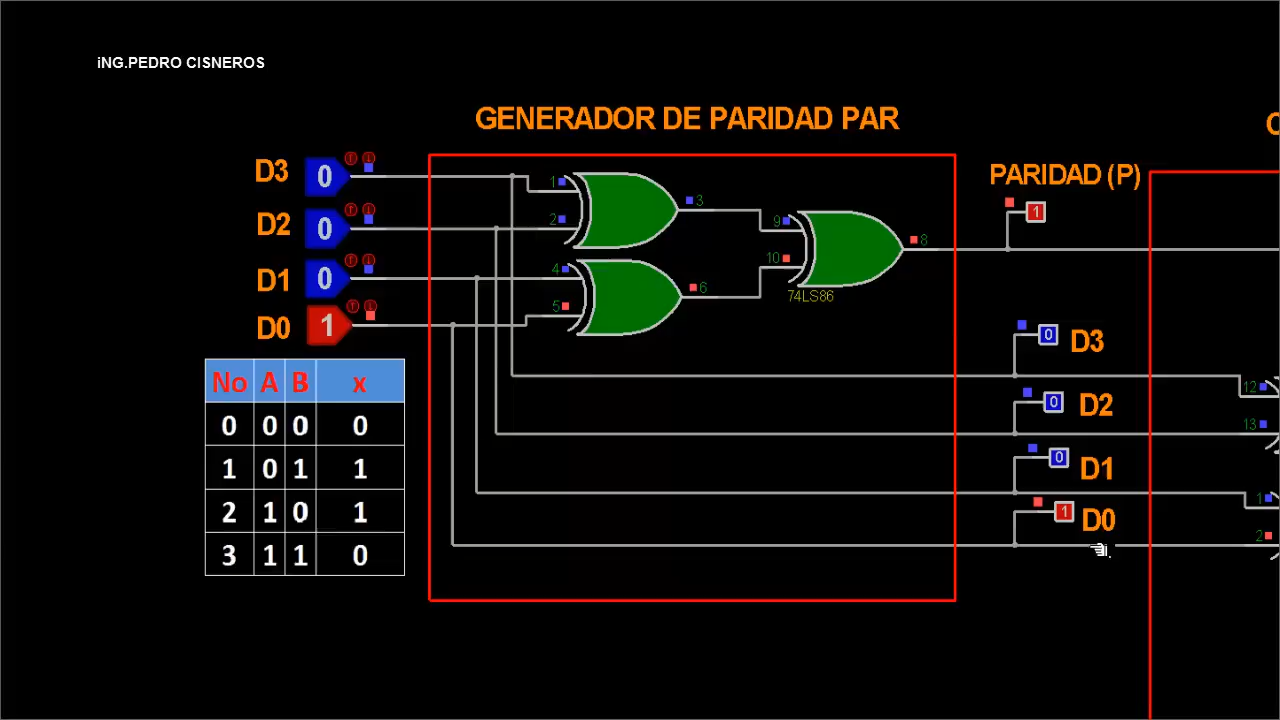 iNG.PEDRO CISNEROS
GENERADOR DE PARIDAD PAR
C
D3 0
D2 0
D1 0
D0 1
1
2
3
4
5
6
9
10
8
74LS86
PARIDAD (P)
1
0 D3
0 D2
0 D1
1 D0
12
13
1
2
No A B x
0 0 0 0
1 0 1 1
2 1 0 1
3 1 1 0